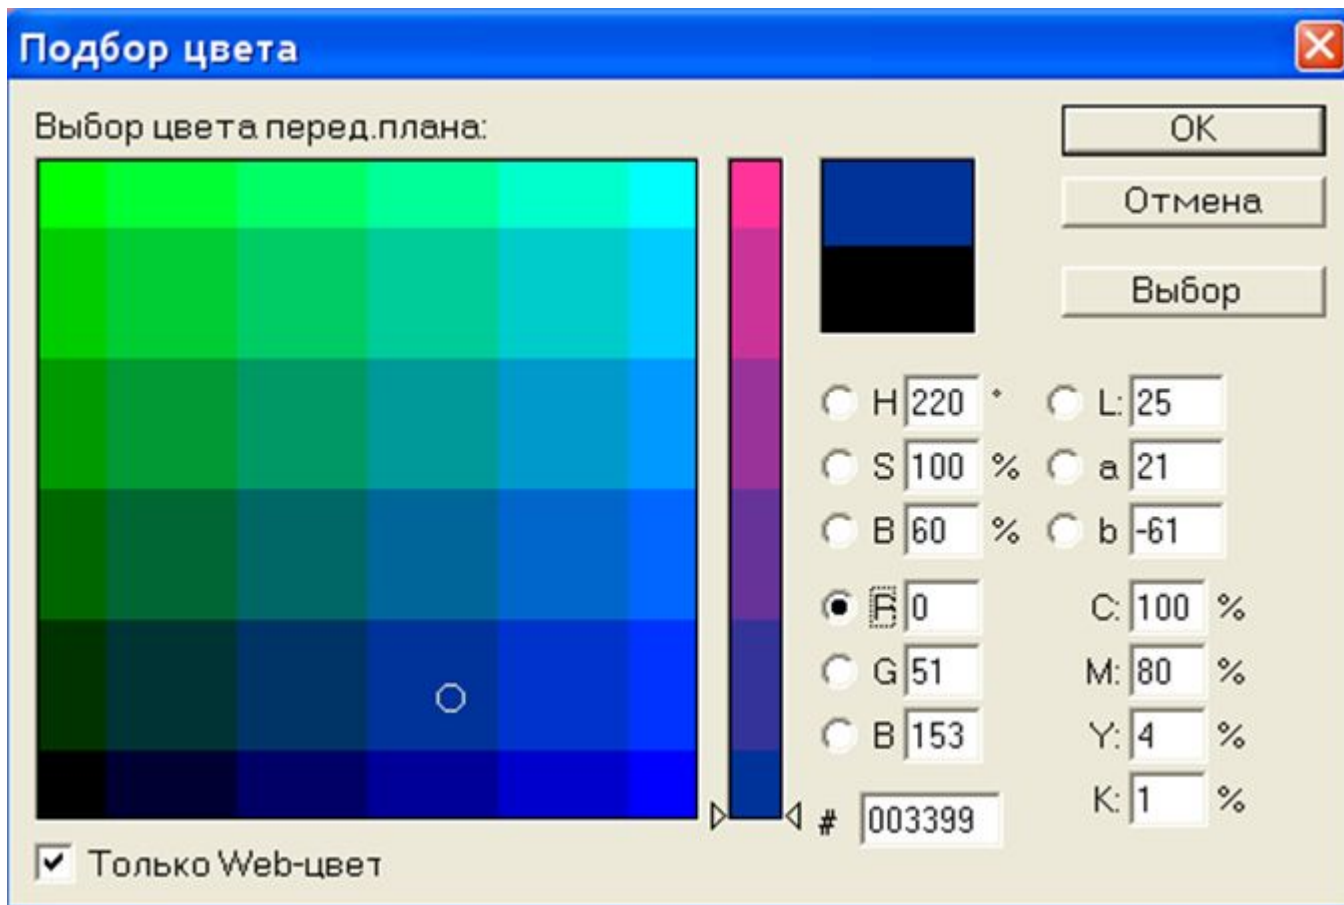 Подбор цвета
Выбор цвета перед.плана:
OK
Отмена
Выбор
H 220 ° L: 25
S 100 % a 21
B 60 % b -61
R 0 C: 100 %
G 51 M: 80 %
B 153 Y: 4 %
# 003399 K: 1 %
Только Web-цвет